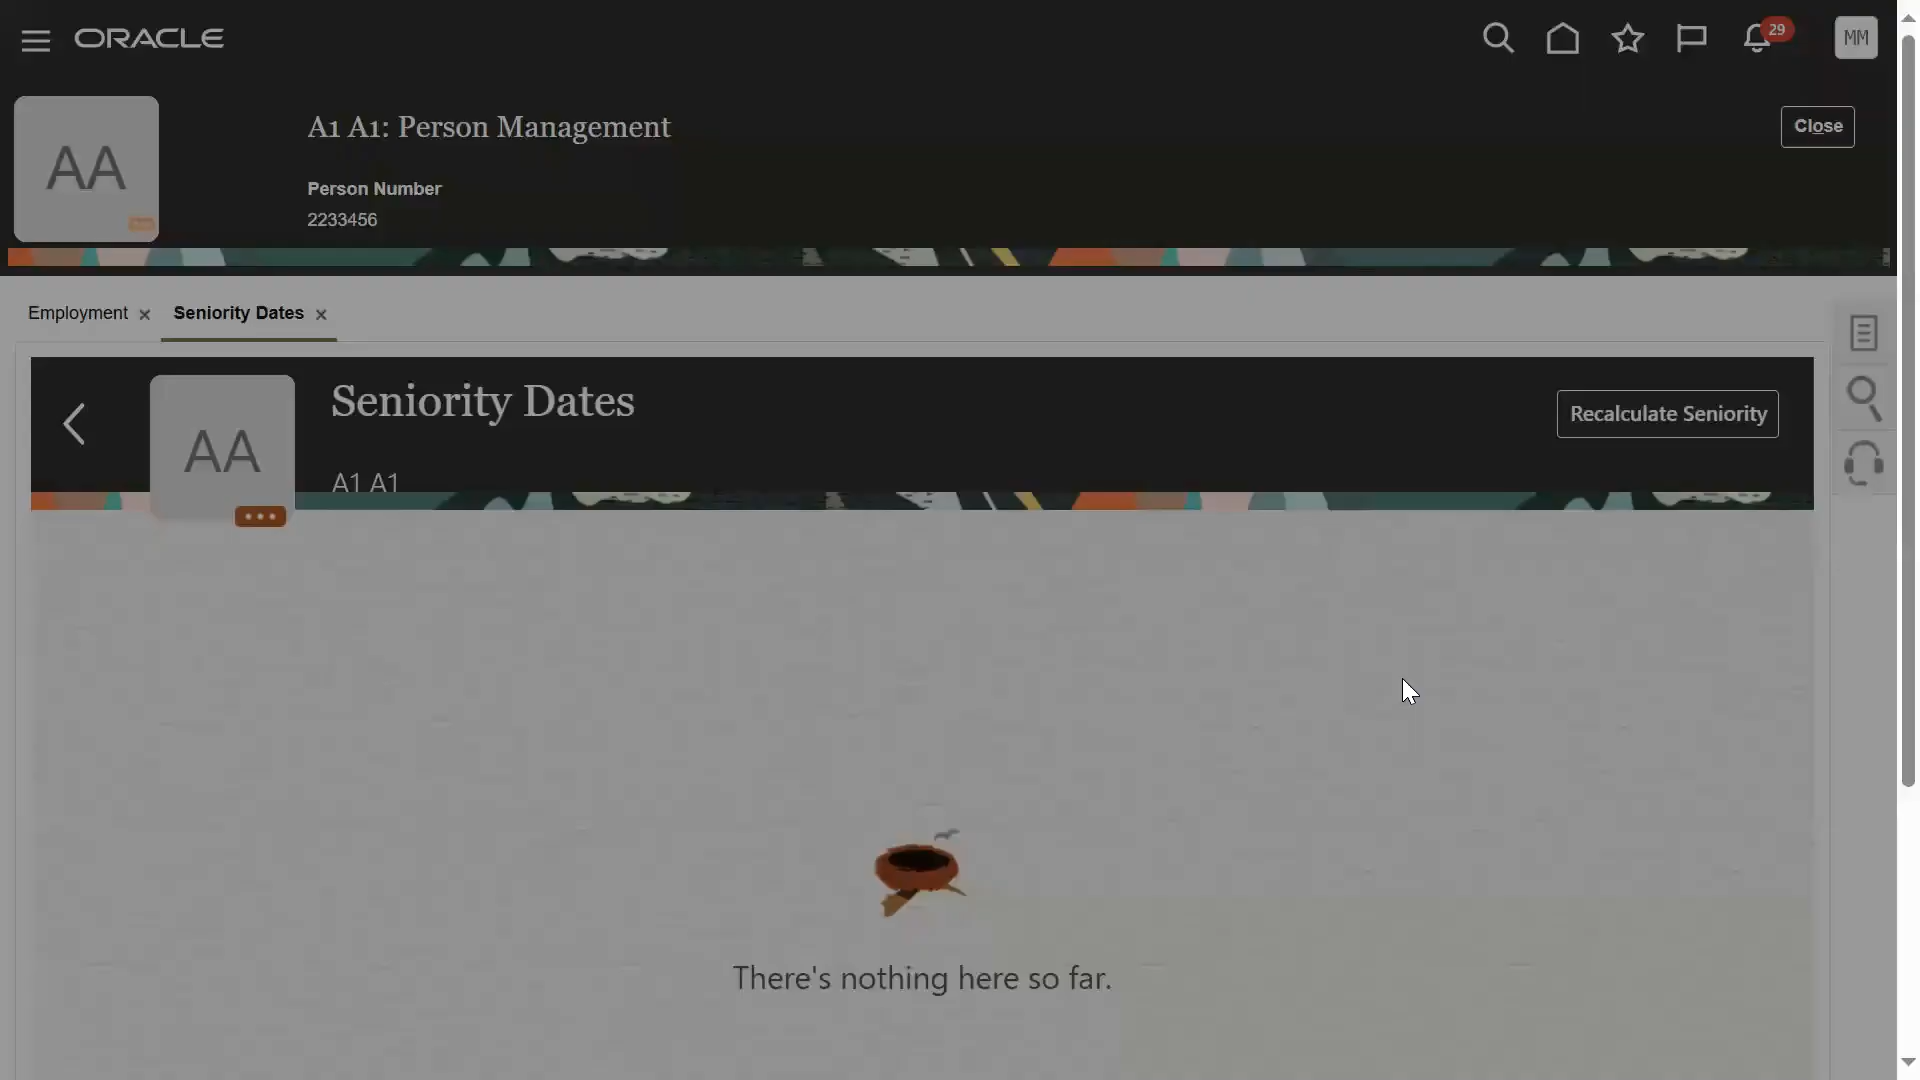 ORACLE
29
MM
AA
A1 A1: Person Management
Close
Person Number
2233456
Employment
Seniority Dates
AA
Seniority Dates
Recalculate Seniority
A1 A1
There's nothing here so far.